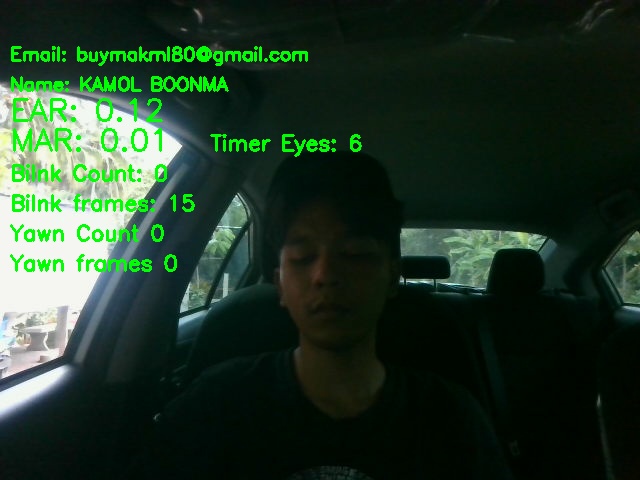 Email: buymakml80@gmail.com
Name: KAMOL BOONMA
EAR: 0.12
MAR: 0.01
Timer Eyes: 6
Bilnk Count: 0
Bilnk frames: 15
Yawn Count 0
Yawn frames 0